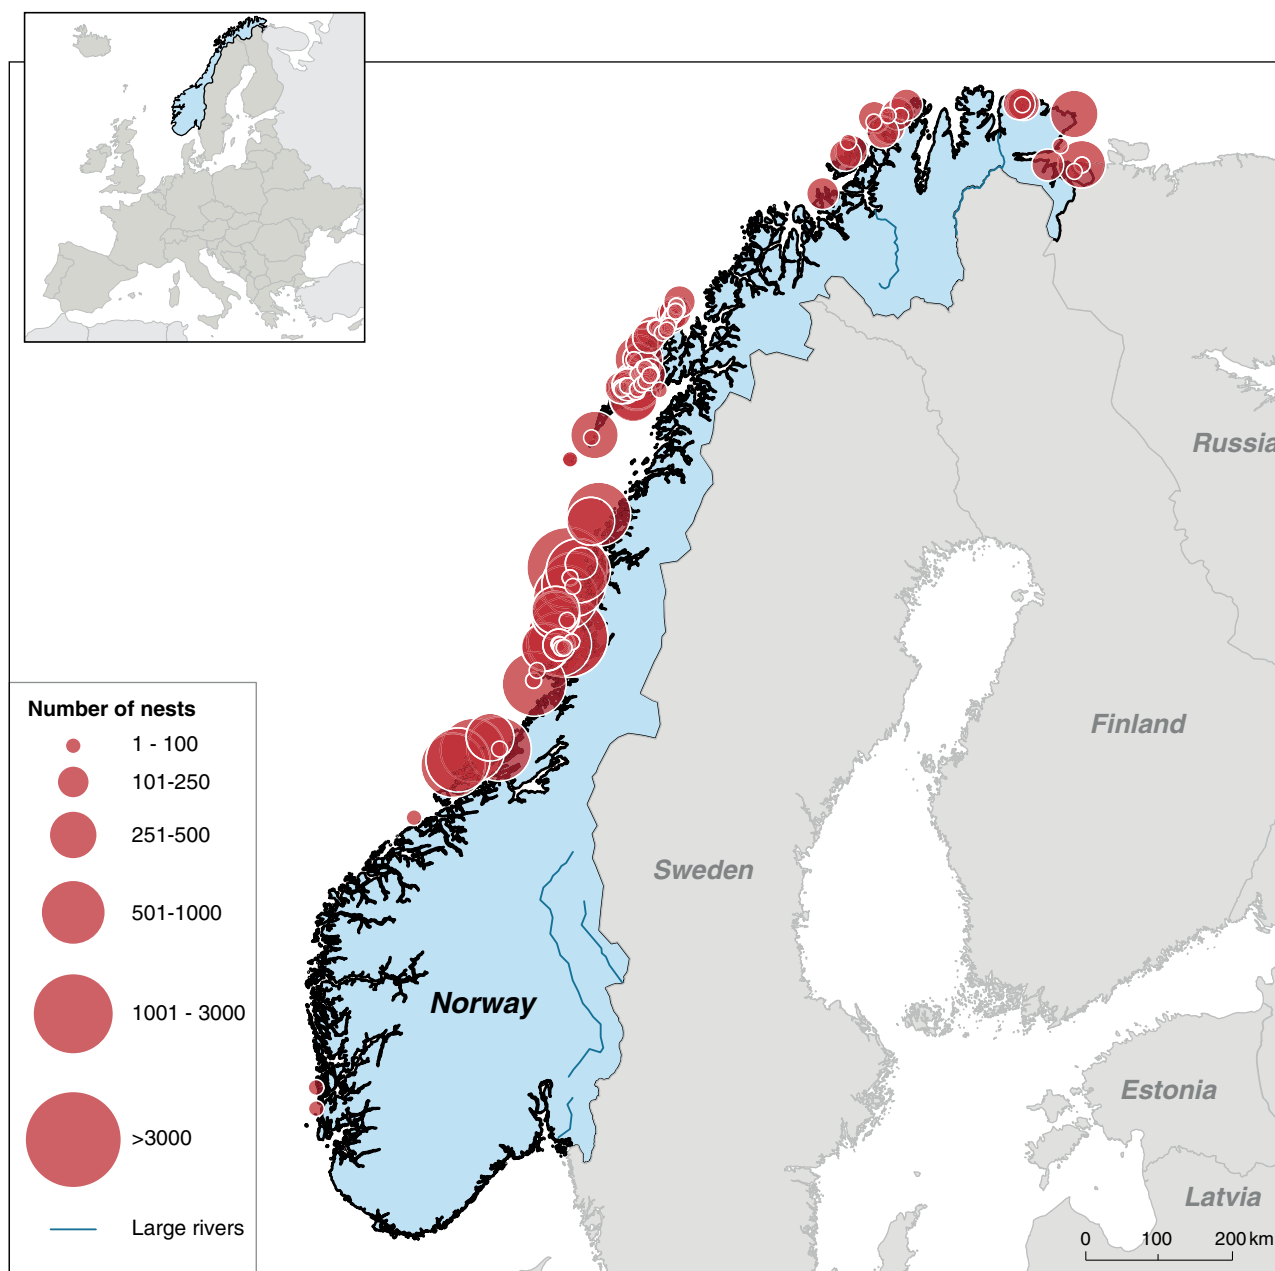 Russia
Number of nests
1 - 100
101-250
251-500
501-1000
1001 - 3000
>3000
Large rivers
Finland
Sweden
Norway
Estonia
Latvia
0 100 200 km